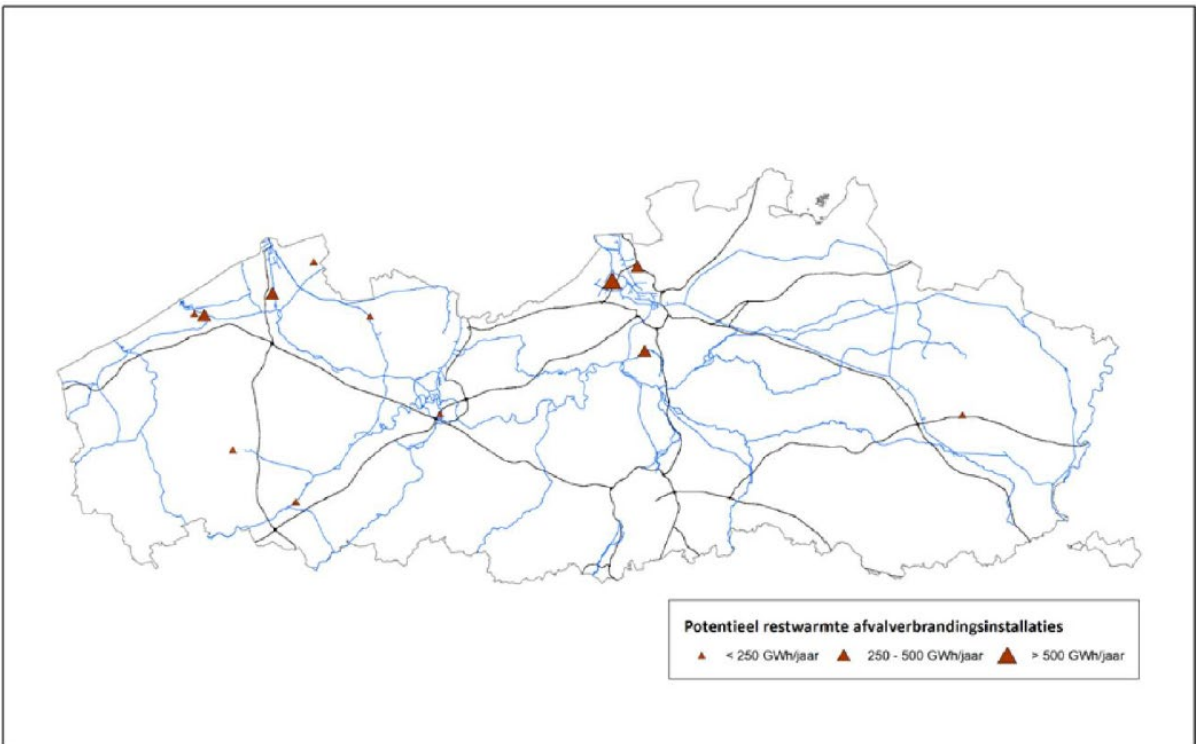 Potentieel restwarmte afvalverbrandingsinstallaties
< 250 GWh/jaar 250 - 500 GWh/jaar > 500 GWh/jaar